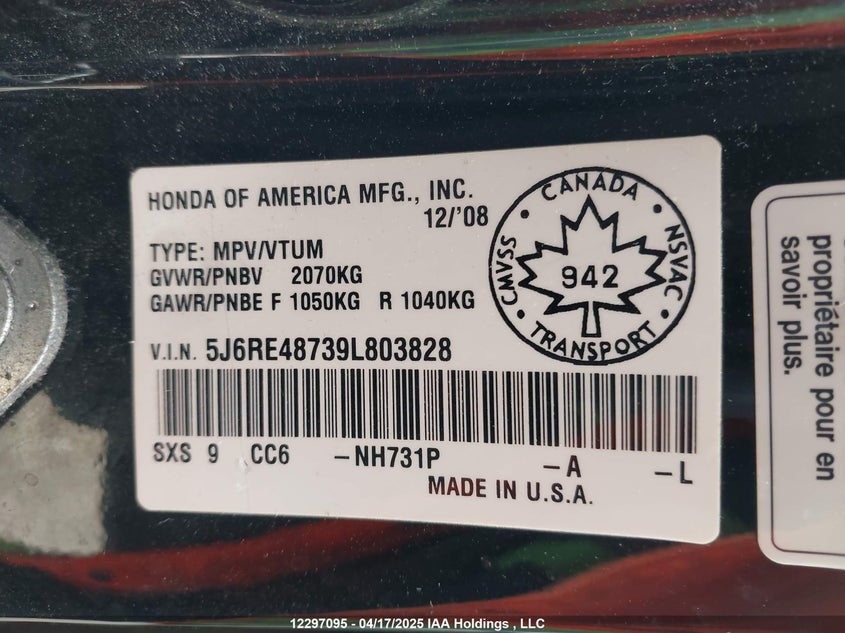 HONDA OF AMERICA MFG., INC.
12/'08
TYPE: MPV/VTUM
GVWR/PNBV 2070KG
GAWR/PNBE F 1050KG R 1040KG
V.I.N. 5J6RE48739L803828
SXS 9 CC6 -NH731P -A -L
MADE IN U.S.A.
CANADA
CMVSS
NSVAC
942
TRANSPORT
propriétaire pour en
savoir plus.
12297095 - 04/17/2025 IAA Holdings , LLC